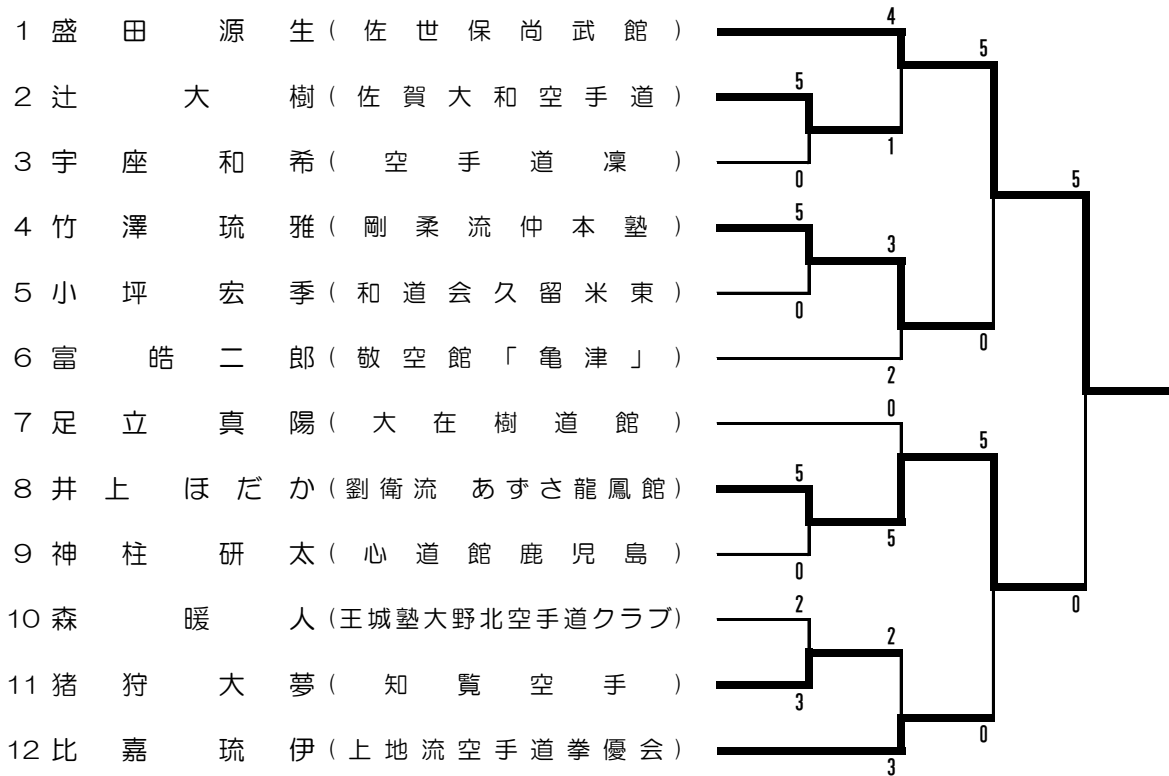 4
1 盛田源生(佐世保尚武館)
5
5
2 辻大樹(佐賀大和空手道)
1
3 宇座和希(空手道凜)
0
5
5
4 竹澤琉雅(剛柔流仲本塾)
3
5 小坪宏季(和道会久留米東)
0
0
6 富皓二郎(敬空館「亀津」)
2
0
7 足立真陽(大在樹道館)
5
5
8 井上ほだか(劉衛流 あずさ龍鳳館)
5
9 神柱研太(心道館鹿児島)
0
2
0
10 森暖人(王城塾大野北空手道クラブ)
2
11 猪狩大夢(知覧空手)
3
0
12 比嘉琉伊(上地流空手道拳優会)
3